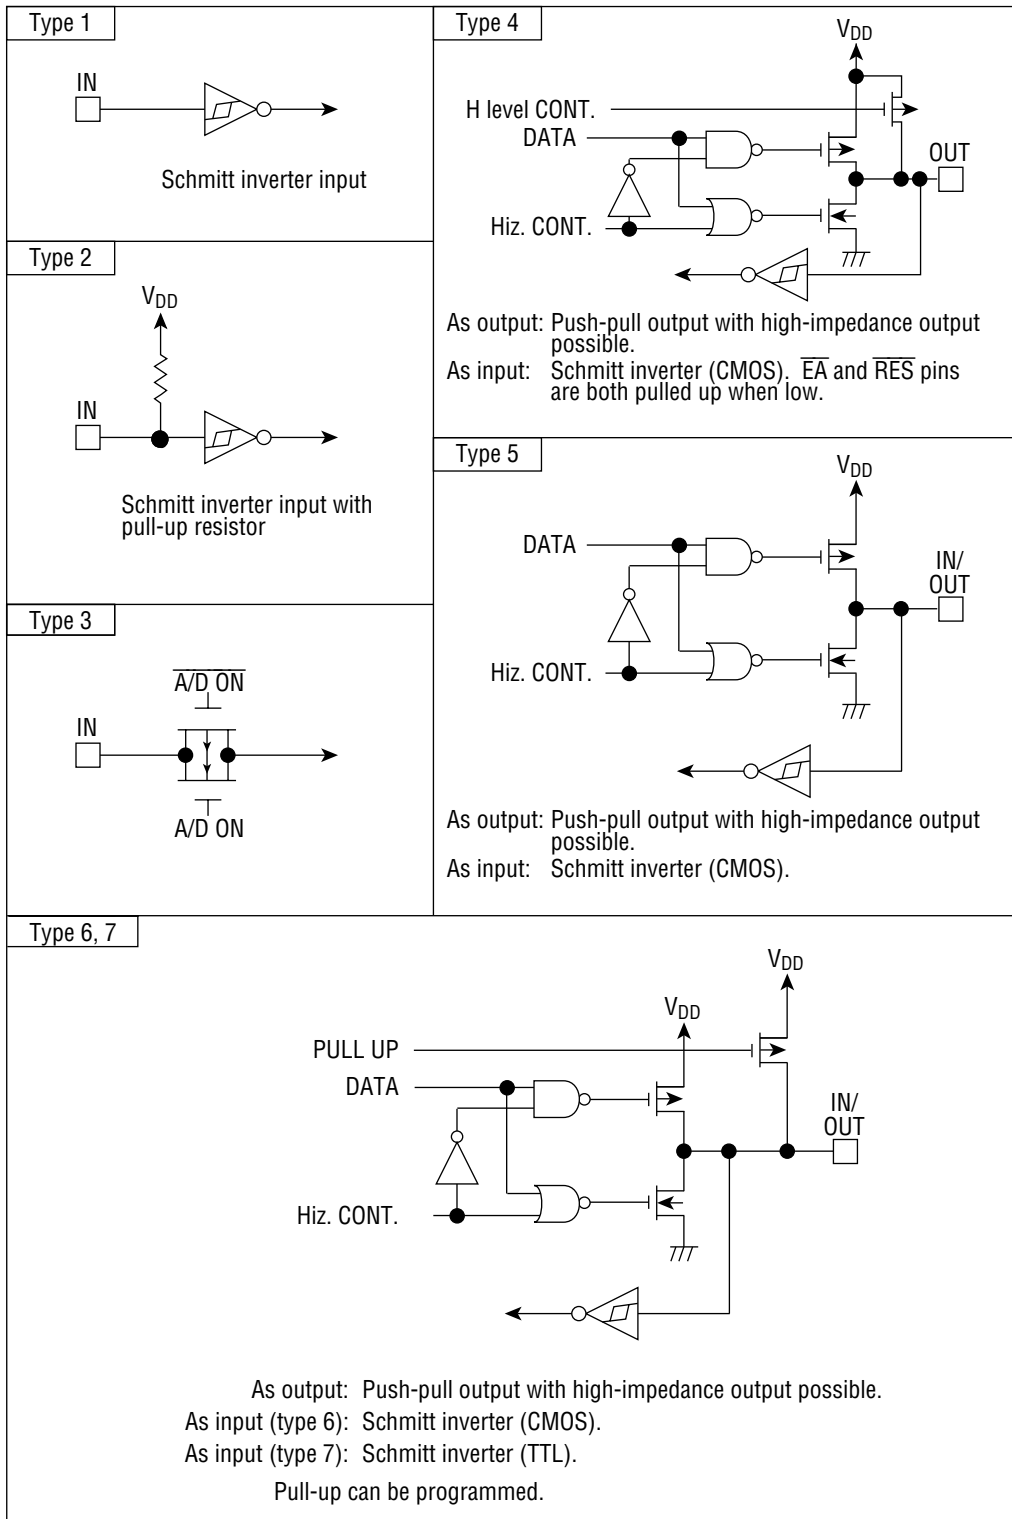 Type 1
IN
Schmitt inverter input
Type 2
VDD
IN
Schmitt inverter input with
pull-up resistor
Type 3
A/D ON
IN
A/D ON
Type 4
VDD
H level CONT.
DATA
OUT
Hiz. CONT.
As output: Push-pull output with high-impedance output
possible.
As input: Schmitt inverter (CMOS). EA and RES pins
are both pulled up when low.
Type 5
VDD
DATA
IN/
OUT
Hiz. CONT.
As output: Push-pull output with high-impedance output
possible.
As input: Schmitt inverter (CMOS).
Type 6, 7
VDD
VDD
PULL UP
DATA
IN/
OUT
Hiz. CONT.
As output: Push-pull output with high-impedance output possible.
As input (type 6): Schmitt inverter (CMOS).
As input (type 7): Schmitt inverter (TTL).
Pull-up can be programmed.